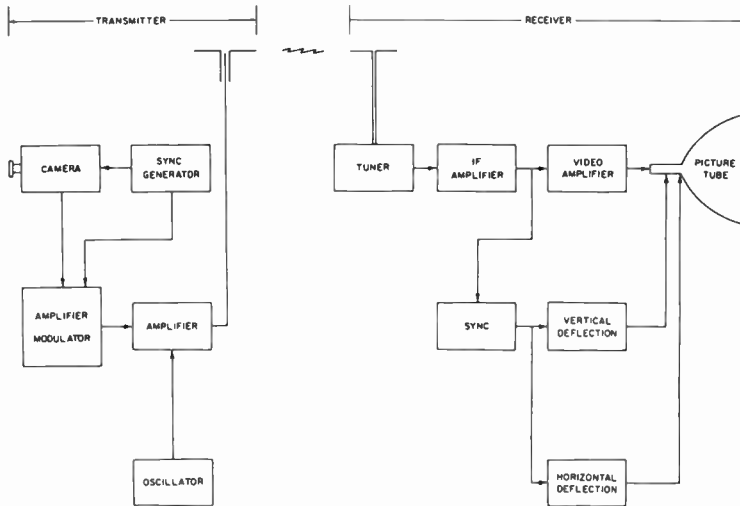 TRANSMITTER
RECEIVER
CAMERA
SYNC
GENERATOR
TUNER
IF
AMPLIFIER
VIDEO
AMPLIFIER
PICTURE
TUBE
AMPLIFIER
MODULATOR
AMPLIFIER
SYNC
VERTICAL
DEFLECTION
OSCILLATOR
HORIZONTAL
DEFLECTION